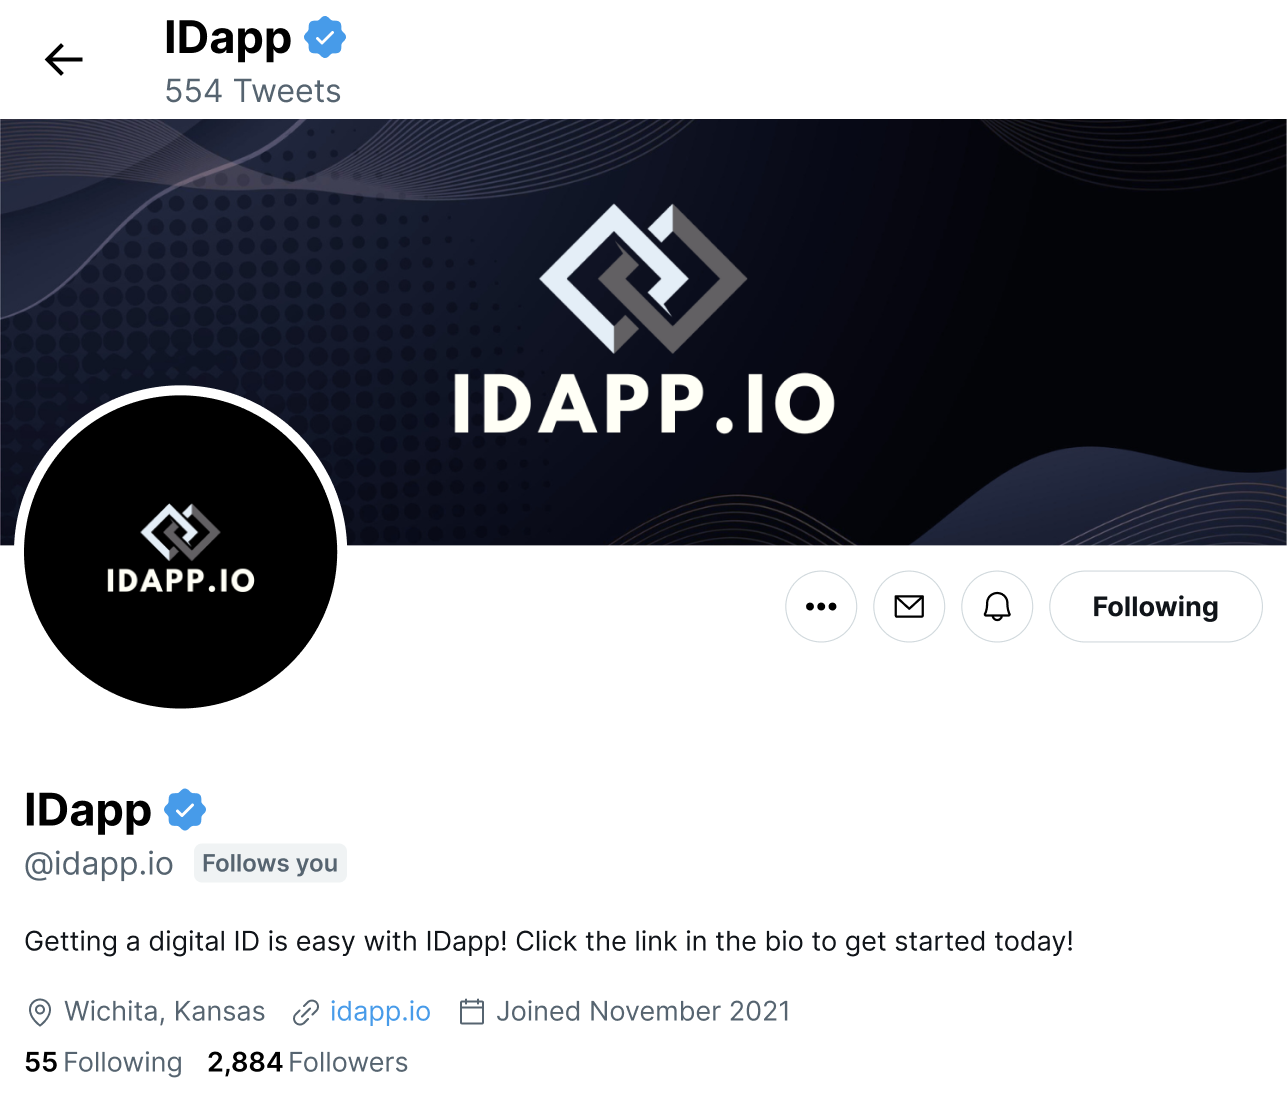 IDapp
554 Tweets
IDAPP.IO
IDAPP.IO
Following
IDapp
@idapp.io Follows you
Getting a digital ID is easy with IDapp! Click the link in the bio to get started today!
Wichita, Kansas idapp.io Joined November 2021
55 Following 2,884 Followers